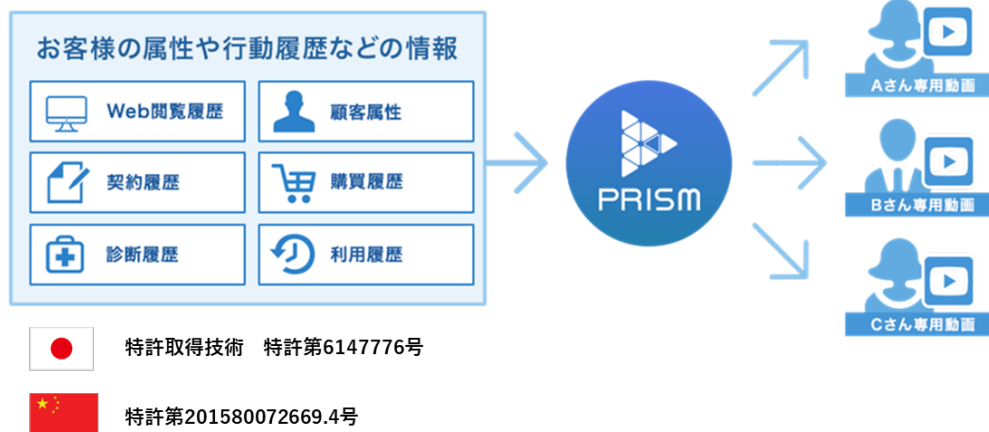 お客様の属性や行動履歴などの情報
Web閲覧履歴
顧客属性
契約履歴
購買履歴
診断履歴
利用履歴
PRISM
Aさん専用動画
Bさん専用動画
Cさん専用動画
特許取得技術　特許第6147776号
特許第201580072669.4号